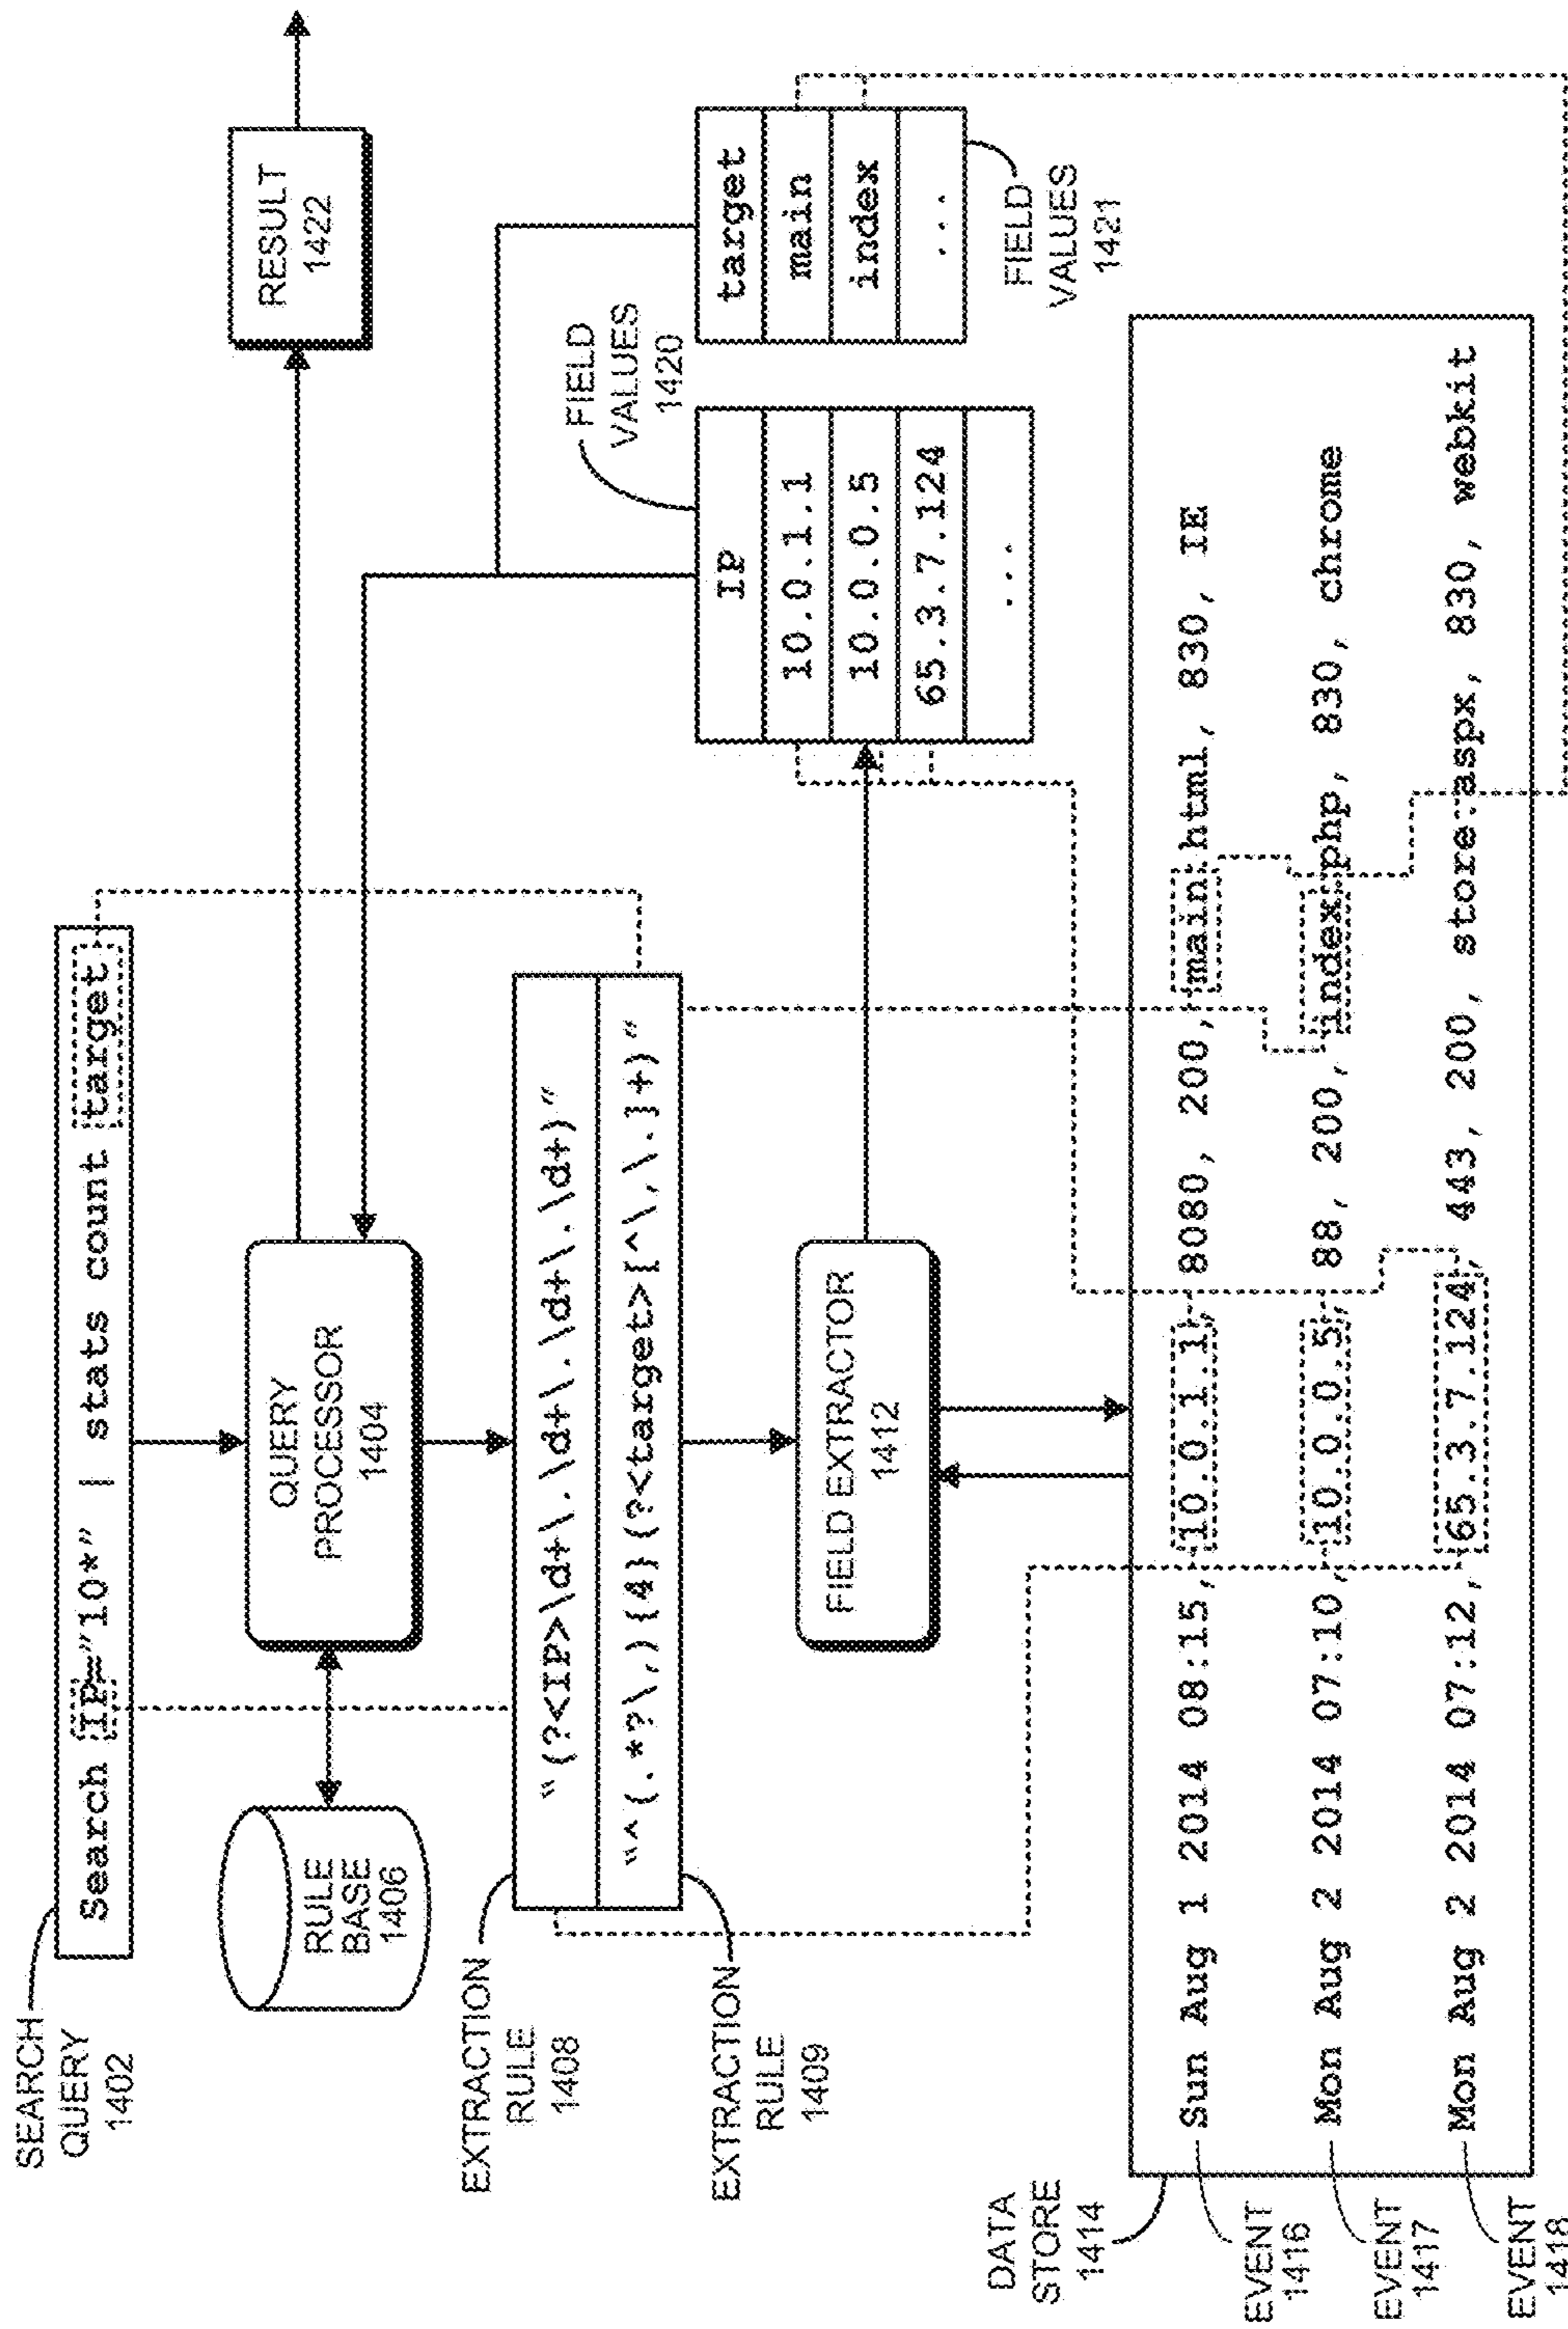 SEARCH
QUERY
1402
Search IP="10*" | stats count target
RULE
BASE
1406
QUERY
PROCESSOR
1404
RESULT
1422
EXTRACTION
RULE
1408
"(?<IP>\d+\.\d+\.\d+\.\d+)"
"^(.*?\,){4}(?<target>[^\,\.]+)"
EXTRACTION
RULE
1409
FIELD EXTRACTOR
1412
FIELD
VALUES
1420
IP
10.0.1.1
10.0.0.5
65.3.7.124
...
target
main
index
...
FIELD
VALUES
1421
DATA
STORE
1414
EVENT
1416
Sun Aug 1 2014 08:15, 10.0.1.1, 8080, 200, main.html, 830, IE
EVENT
1417
Mon Aug 2 2014 07:10, 10.0.0.5, 88, 200, index.php, 830, chrome
EVENT
1418
Mon Aug 2 2014 07:12, 65.3.7.124, 443, 200, store.aspx, 830, webkit